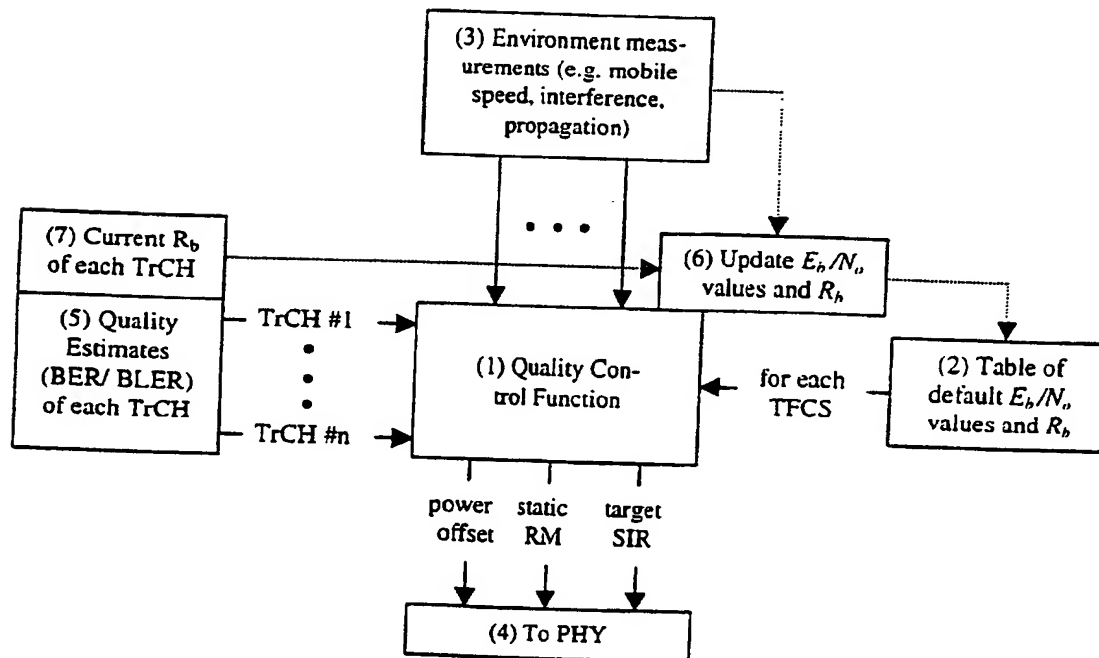 (3) Environment meas-
urements (e.g. mobile
speed, interference,
propagation)
(7) Current R_b
of each TrCH
(6) Update E_b/N_o
values and R_b
(5) Quality
Estimates
(BER/ BLER)
of each TrCH
TrCH #1
TrCH #n
(1) Quality Con-
trol Function
for each
TFCS
(2) Table of
default E_b/N_o
values and R_b
power
offset
static
RM
target
SIR
(4) To PHY